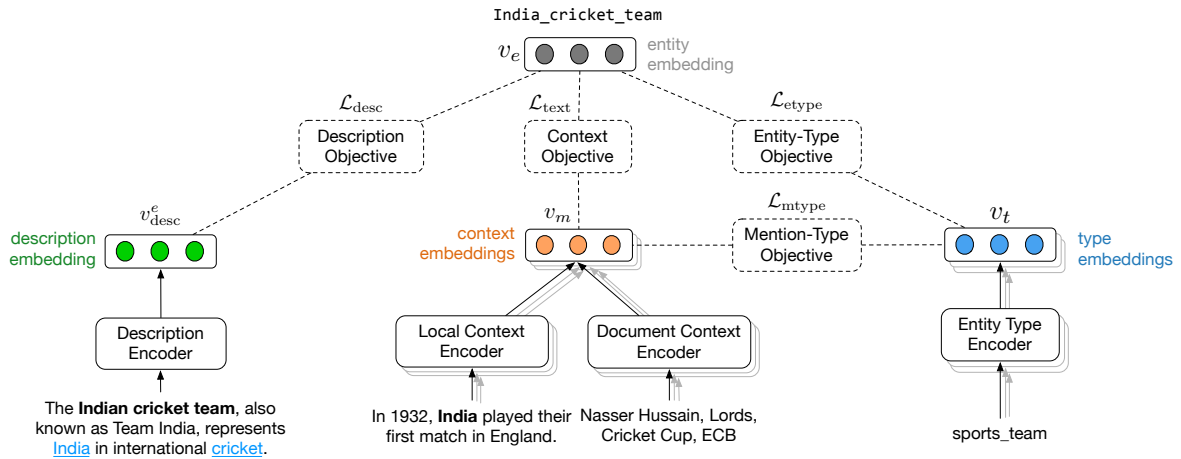 India_cricket_team
v_e
entity
embedding
L_desc
L_text
L_etype
Description
Objective
Context
Objective
Entity-Type
Objective
v^e_desc
v_m
L_mtype
v_t
description
embedding
context
embeddings
Mention-Type
Objective
type
embeddings
Description
Encoder
Local Context
Encoder
Document Context
Encoder
Entity Type
Encoder
The Indian cricket team, also
known as Team India, represents
India in international cricket.
In 1932, India played their
first match in England.
Nasser Hussain, Lords,
Cricket Cup, ECB
sports_team